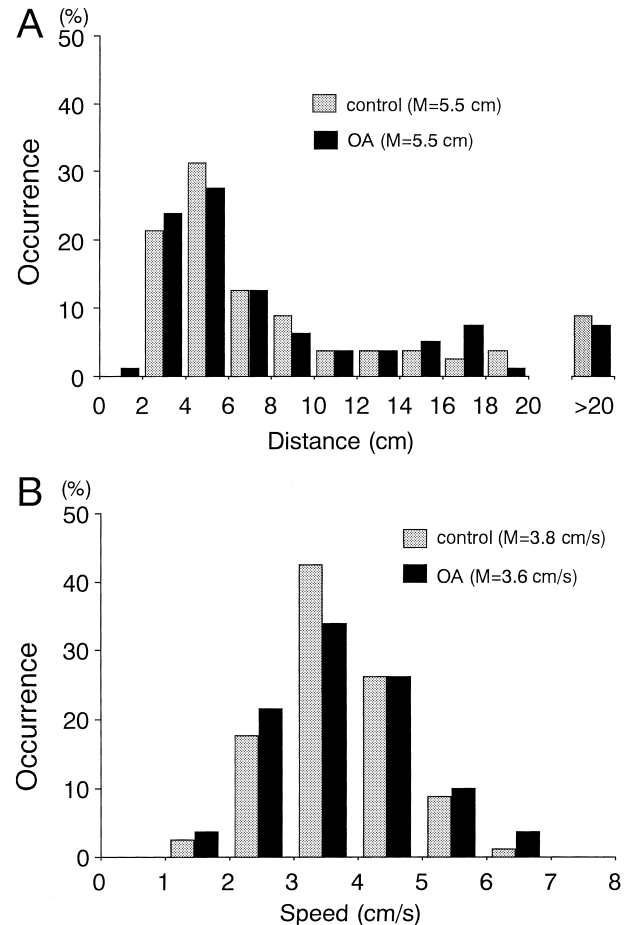 A (%)
50
40
30
20
10
0
Occurrence
control (M=5.5 cm)
OA (M=5.5 cm)
0 2 4 6 8 10 12 14 16 18 20 >20
Distance (cm)
B (%)
50
40
30
20
10
0
Occurrence
control (M=3.8 cm/s)
OA (M=3.6 cm/s)
0 1 2 3 4 5 6 7 8
Speed (cm/s)